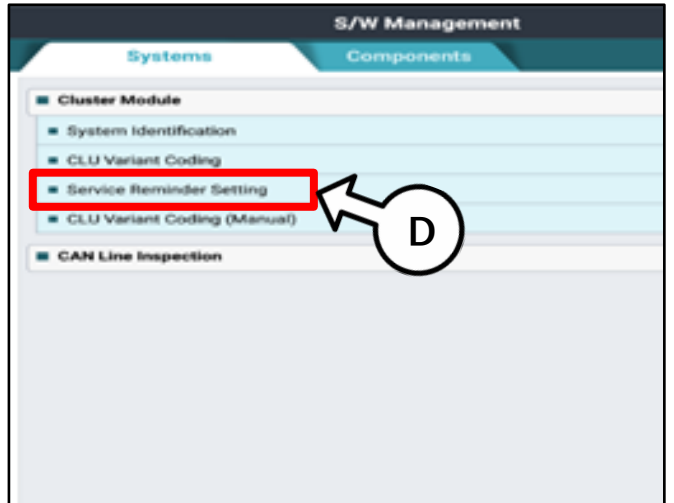 S/W Management
Systems
Components
Cluster Module
System Identification
CLU Variant Coding
Service Reminder Setting
CLU Variant Coding (Manual)
D
CAN Line Inspection